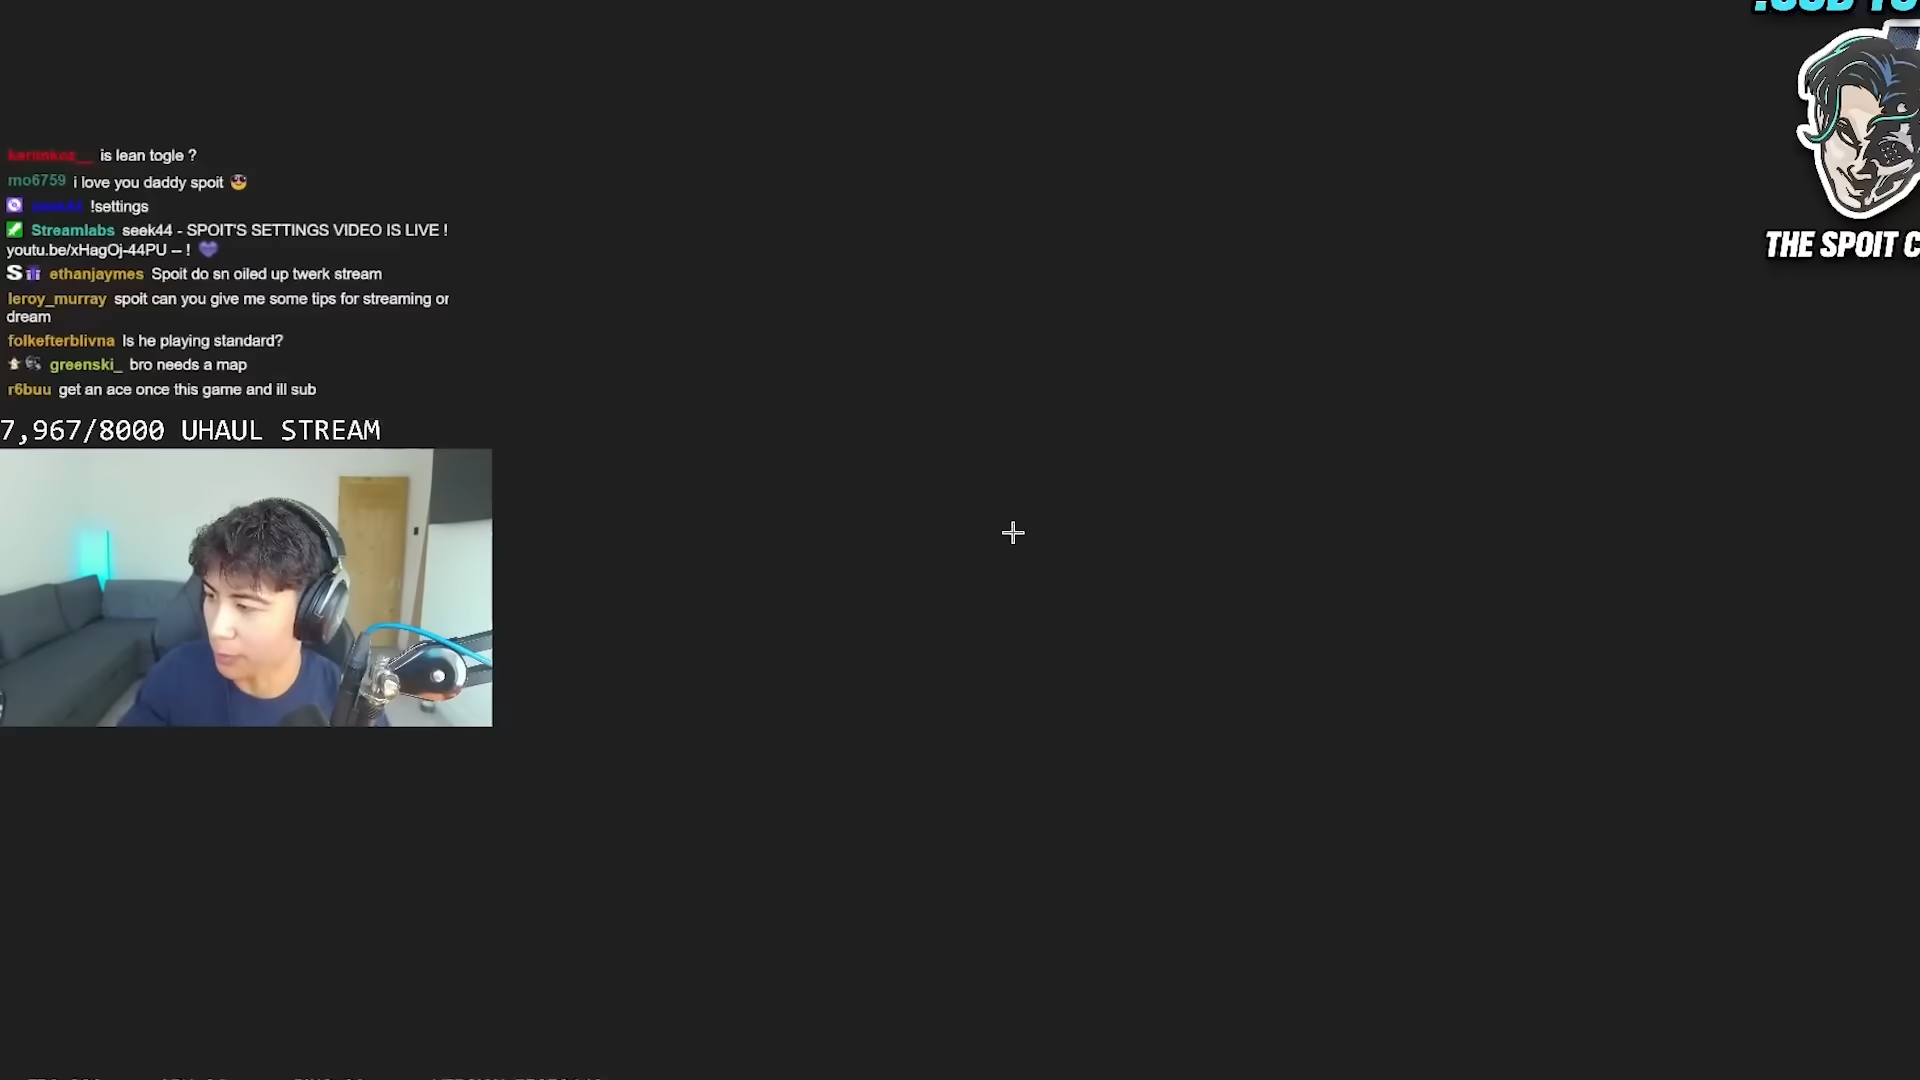 is lean togle ?
mo6759 i love you daddy spoit
!settings
Streamlabs seek44 - SPOIT'S SETTINGS VIDEO IS LIVE !
youtu.be/xHagOj-44PU -- !
S ethanjaymes Spoit do sn oiled up twerk stream
leroy_murray spoit can you give me some tips for streaming or
dream
folkefterblivna Is he playing standard?
greenski_ bro needs a map
r6buu get an ace once this game and ill sub
7,967/8000 UHAUL STREAM
THE SPOIT C